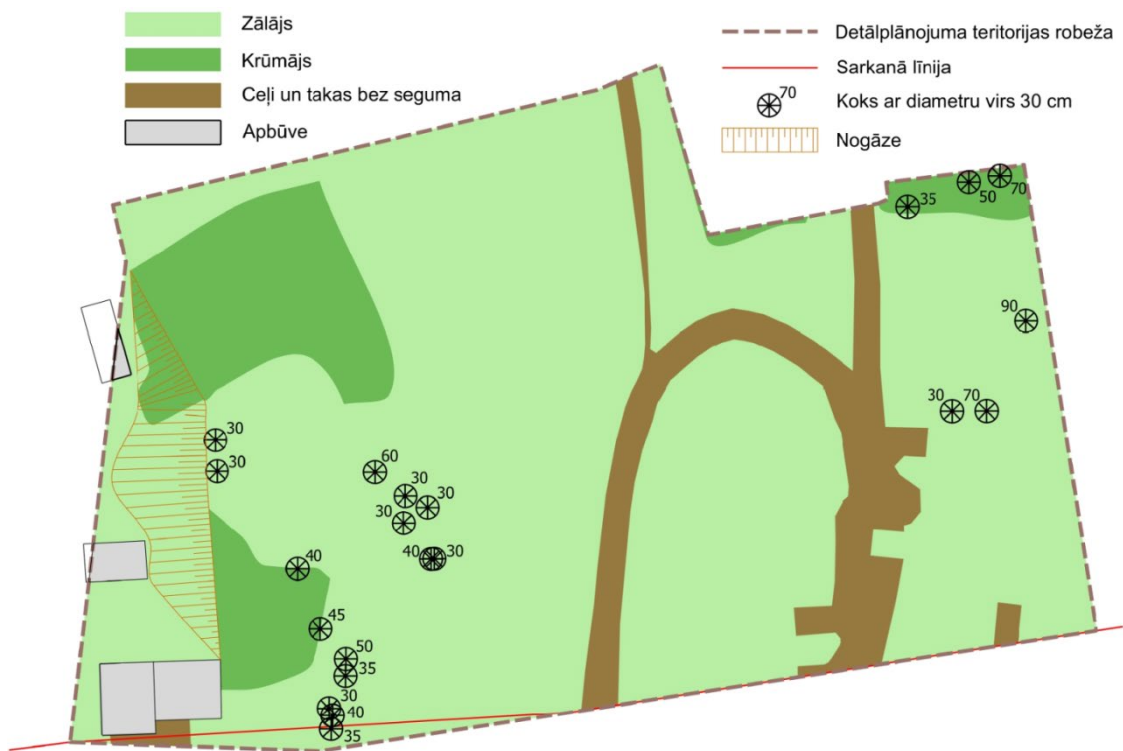 Zālājs
Krūmājs
Ceļi un takas bez seguma
Apbūve
Detālplānojuma teritorijas robeža
Sarkanā līnija
70
Koks ar diametru virs 30 cm
Nogāze
35
50
70
90
30
70
30
30
60
30
30
30
40
30
40
45
50
35
30
40
35